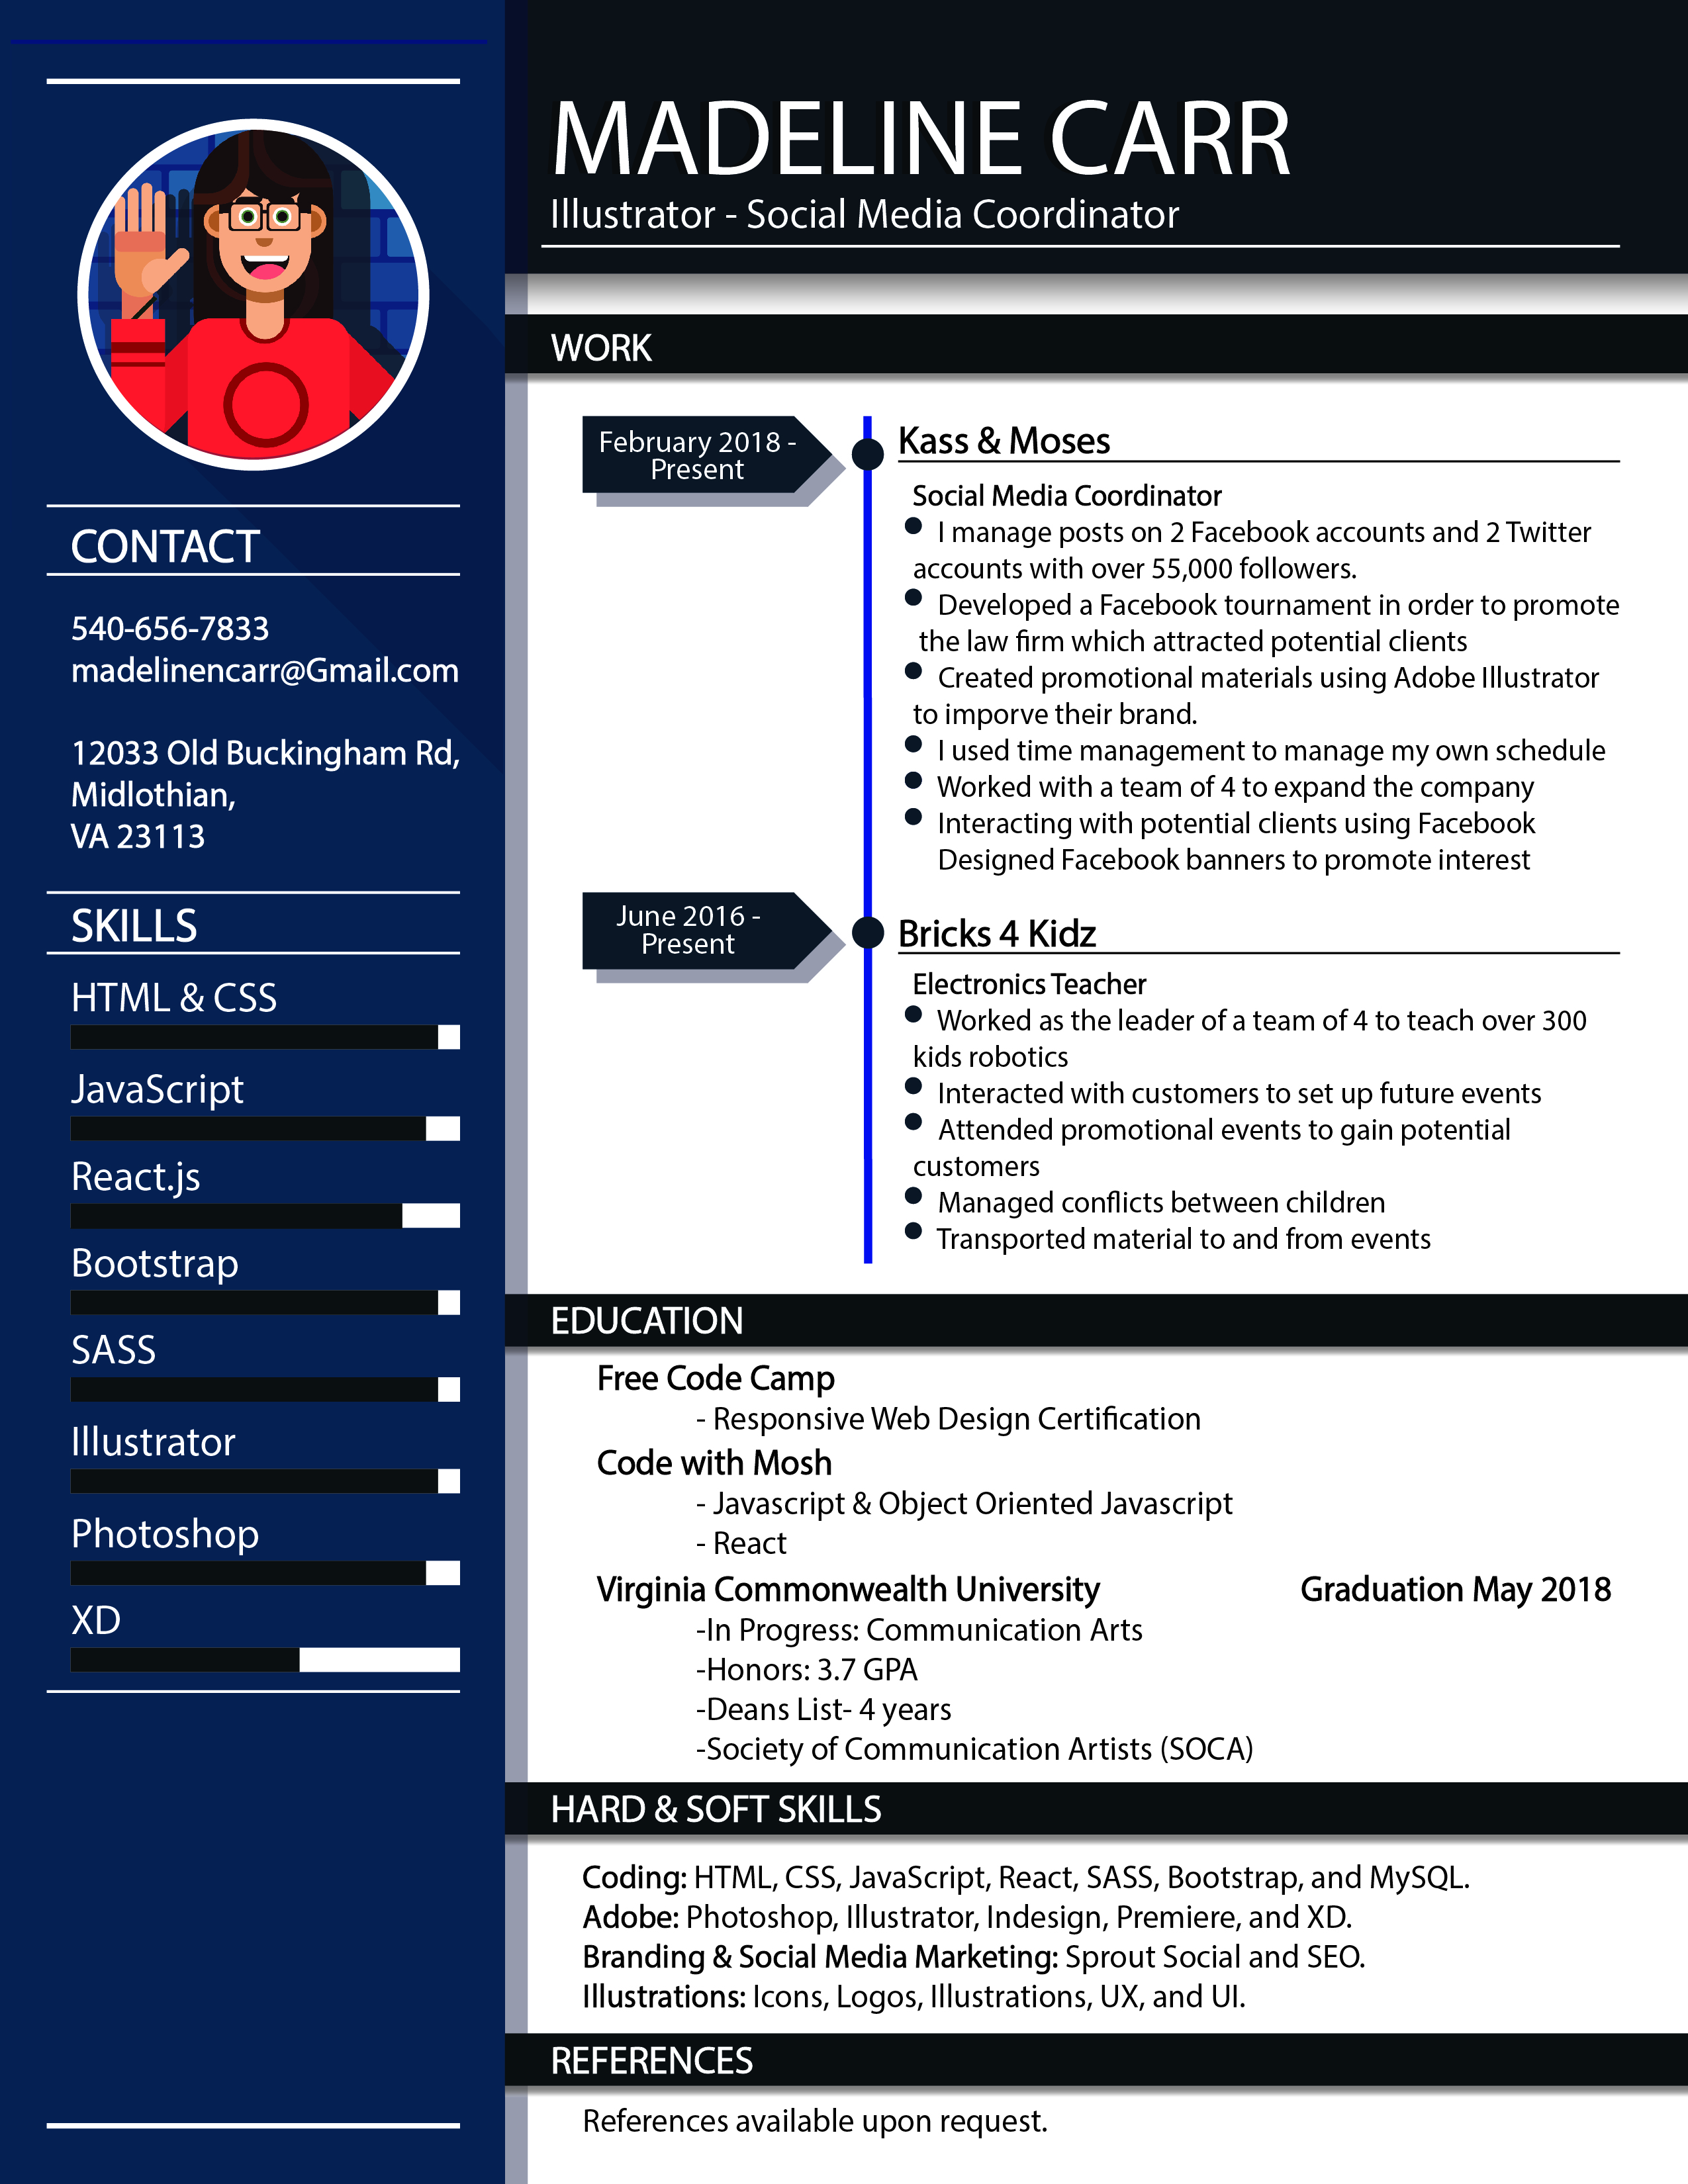 MADELINE CARR
Illustrator - Social Media Coordinator
CONTACT
540-656-7833
madelinencarr@Gmail.com
12033 Old Buckingham Rd,
Midlothian,
VA 23113
SKILLS
HTML & CSS
JavaScript
React.js
Bootstrap
SASS
Illustrator
Photoshop
XD
WORK
February 2018 -
Present
Kass & Moses
Social Media Coordinator
● I manage posts on 2 Facebook accounts and 2 Twitter
accounts with over 55,000 followers.
● Developed a Facebook tournament in order to promote
the law firm which attracted potential clients
● Created promotional materials using Adobe Illustrator
to imporve their brand.
● I used time management to manage my own schedule
● Worked with a team of 4 to expand the company
● Interacting with potential clients using Facebook
Designed Facebook banners to promote interest
June 2016 -
Present
Bricks 4 Kidz
Electronics Teacher
● Worked as the leader of a team of 4 to teach over 300
kids robotics
● Interacted with customers to set up future events
● Attended promotional events to gain potential
customers
● Managed conflicts between children
● Transported material to and from events
EDUCATION
Free Code Camp
- Responsive Web Design Certification
Code with Mosh
- Javascript & Object Oriented Javascript
- React
Virginia Commonwealth University Graduation May 2018
-In Progress: Communication Arts
-Honors: 3.7 GPA
-Deans List- 4 years
-Society of Communication Artists (SOCA)
HARD & SOFT SKILLS
Coding: HTML, CSS, JavaScript, React, SASS, Bootstrap, and MySQL.
Adobe: Photoshop, Illustrator, Indesign, Premiere, and XD.
Branding & Social Media Marketing: Sprout Social and SEO.
Illustrations: Icons, Logos, Illustrations, UX, and UI.
REFERENCES
References available upon request.